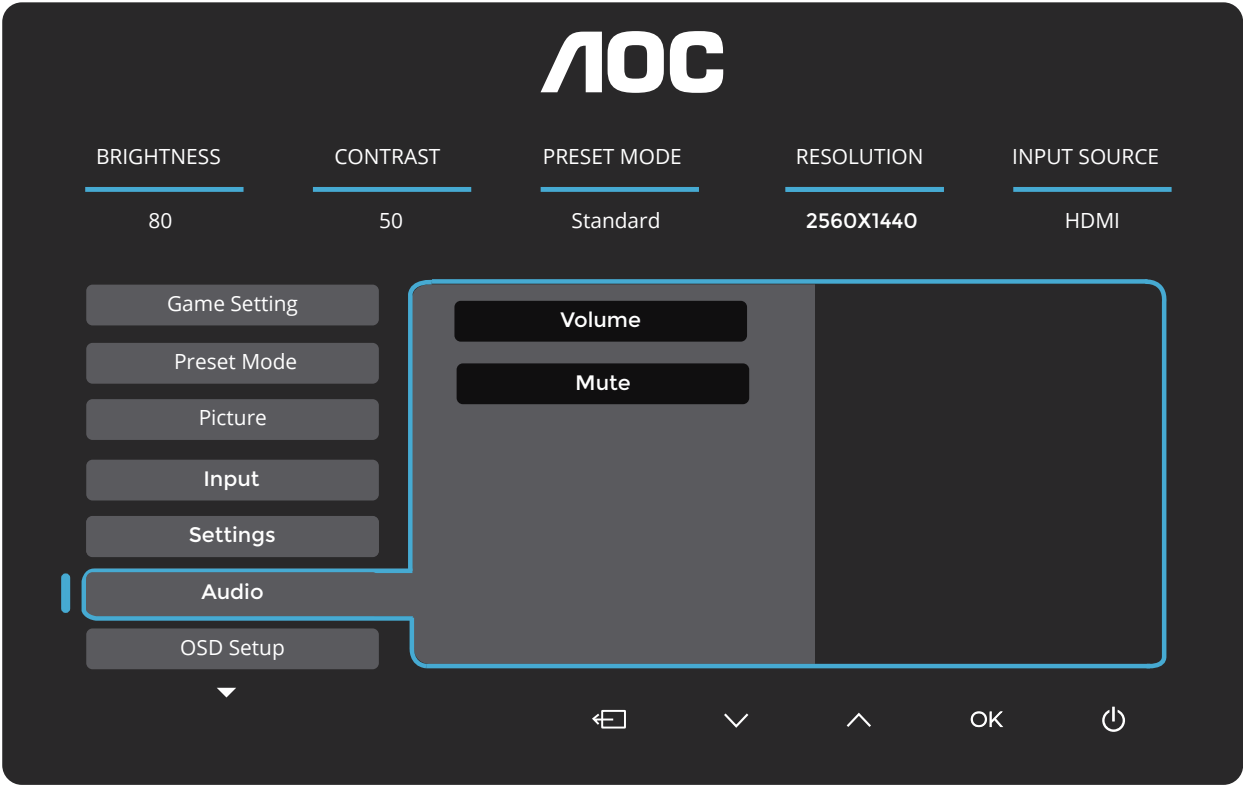 AOC
BRIGHTNESS CONTRAST PRESET MODE RESOLUTION INPUT SOURCE
80 50 Standard 2560X1440 HDMI
Game Setting
Preset Mode
Picture
Input
Settings
Audio
OSD Setup
Volume
Mute
OK